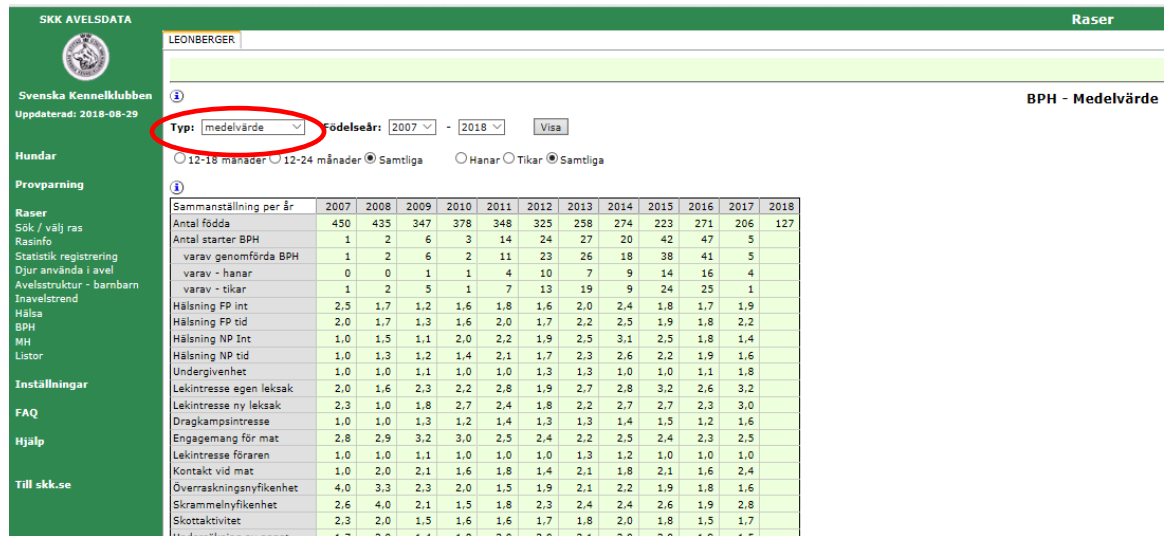 SKK AVELSDATA
Raser
LEONBERGER
Svenska Kennelklubben
Uppdaterad: 2018-08-29
BPH - Medelvärde
Typ: medelvärde Födelseår: 2007 - 2018 Visa
12-18 månader 12-24 månader Samtliga Hanar Tikar Samtliga
Hundar
Provparning
Raser
Sök / välj ras
Rasinfo
Statistik registrering
Djur använda i avel
Avelsstruktur - barnbarn
Inavelstrend
Hälsa
BPH
MH
Listor
Inställningar
FAQ
Hjälp
Till skk.se
Sammanställning per år 2007 2008 2009 2010 2011 2012 2013 2014 2015 2016 2017 2018
Antal födda 450 435 347 378 348 325 258 274 223 271 206 127
Antal starter BPH 1 2 6 3 14 24 27 20 42 47 5
varav genomförda BPH 1 2 6 2 11 23 26 18 38 41 5
varav - hanar 0 0 1 1 4 10 7 9 14 16 4
varav - tikar 1 2 5 1 7 13 19 9 24 25 1
Hälsning FP int 2,5 1,7 1,2 1,6 1,8 1,6 2,0 2,4 1,8 1,7 1,9
Hälsning FP tid 2,0 1,7 1,3 1,6 2,0 1,7 2,2 2,5 1,9 1,8 2,2
Hälsning NP Int 1,0 1,5 1,1 2,0 2,2 1,9 2,5 3,1 2,5 1,8 1,4
Hälsning NP tid 1,0 1,3 1,2 1,4 2,1 1,7 2,3 2,6 2,2 1,9 1,6
Undergivenhet 1,0 1,0 1,1 1,0 1,0 1,3 1,3 1,0 1,0 1,1 1,8
Lekintresse egen leksak 2,0 1,6 2,3 2,2 2,8 1,9 2,7 2,8 3,2 2,6 3,2
Lekintresse ny leksak 2,3 1,0 1,8 2,7 2,4 1,8 2,2 2,7 2,7 2,3 3,0
Dragkampsintresse 1,0 1,0 1,3 1,2 1,4 1,3 1,3 1,4 1,5 1,2 1,6
Engagemang för mat 2,8 2,9 3,2 3,0 2,5 2,4 2,2 2,5 2,4 2,3 2,5
Lekintresse föraren 1,0 1,0 1,1 1,0 1,0 1,0 1,3 1,2 1,0 1,0 1,0
Kontakt vid mat 1,0 2,0 2,1 1,6 1,8 1,4 2,1 1,8 2,1 1,6 2,4
Överraskningsnyfikenhet 4,0 3,3 2,3 2,0 1,5 1,9 2,1 2,2 1,9 1,8 1,6
Skrammelnyfikenhet 2,6 4,0 2,1 1,5 1,8 2,3 2,4 2,4 2,6 1,9 2,8
Skottaktivitet 2,3 2,0 1,5 1,6 1,6 1,7 1,8 2,0 1,8 1,5 1,7